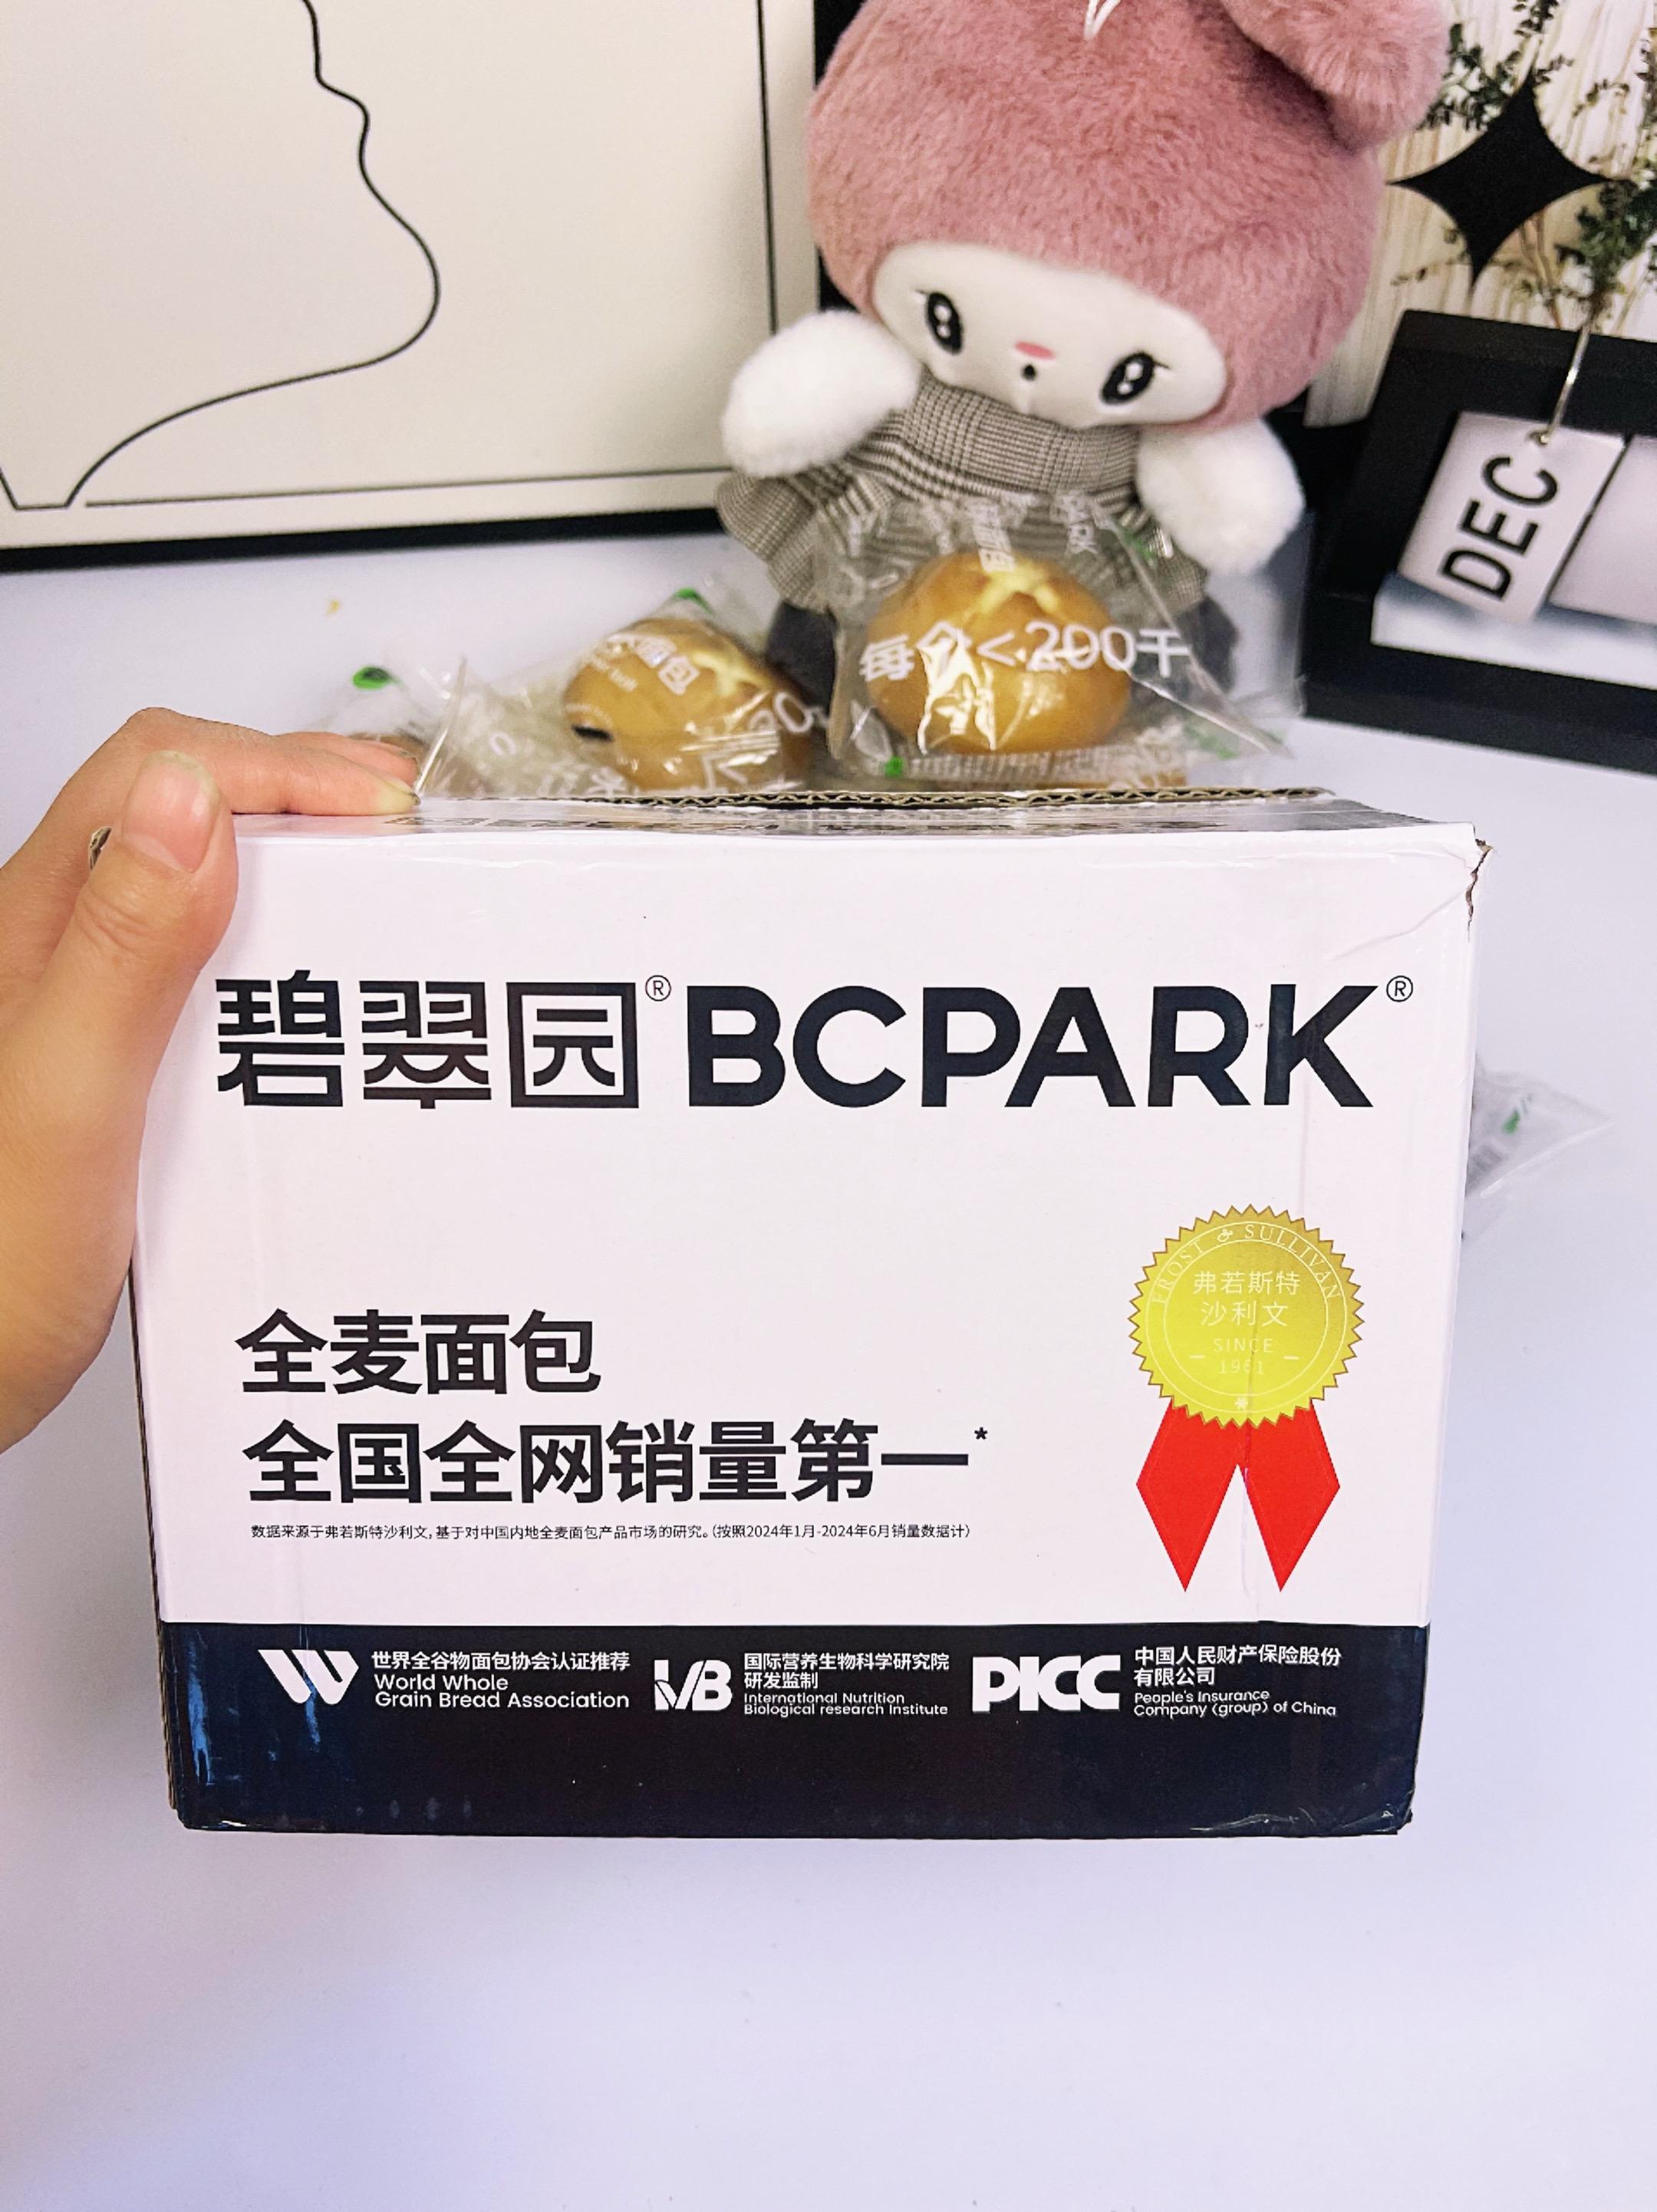 DEC
面包
每个<200千
碧翠园® BCPARK®
FROST & SULLIVAN
弗若斯特
沙利文
SINCE
1961
全麦面包
全国全网销量第一*
数据来源于弗若斯特沙利文,基于对中国内地全麦面包产品市场的研究。(按照2024年1月-2024年6月销量数据计)
世界全谷物面包协会认证推荐
World Whole
Grain Bread Association
国际营养生物科学研究院
研发监制
International Nutrition
Biological research Institute
PICC
中国人民财产保险股份
有限公司
People's Insurance
Company (group) of China